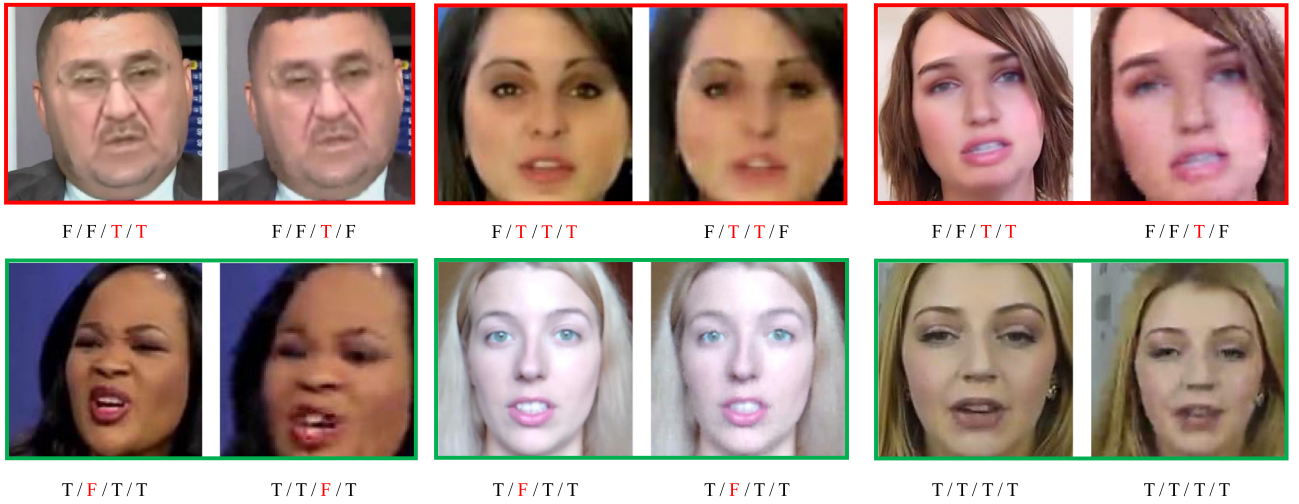 F / F / T / T
F / F / T / F
F / T / T / T
F / T / T / F
F / F / T / T
F / F / T / F
T / F / T / T
T / T / F / T
T / F / T / T
T / F / T / T
T / T / T / T
T / T / T / T